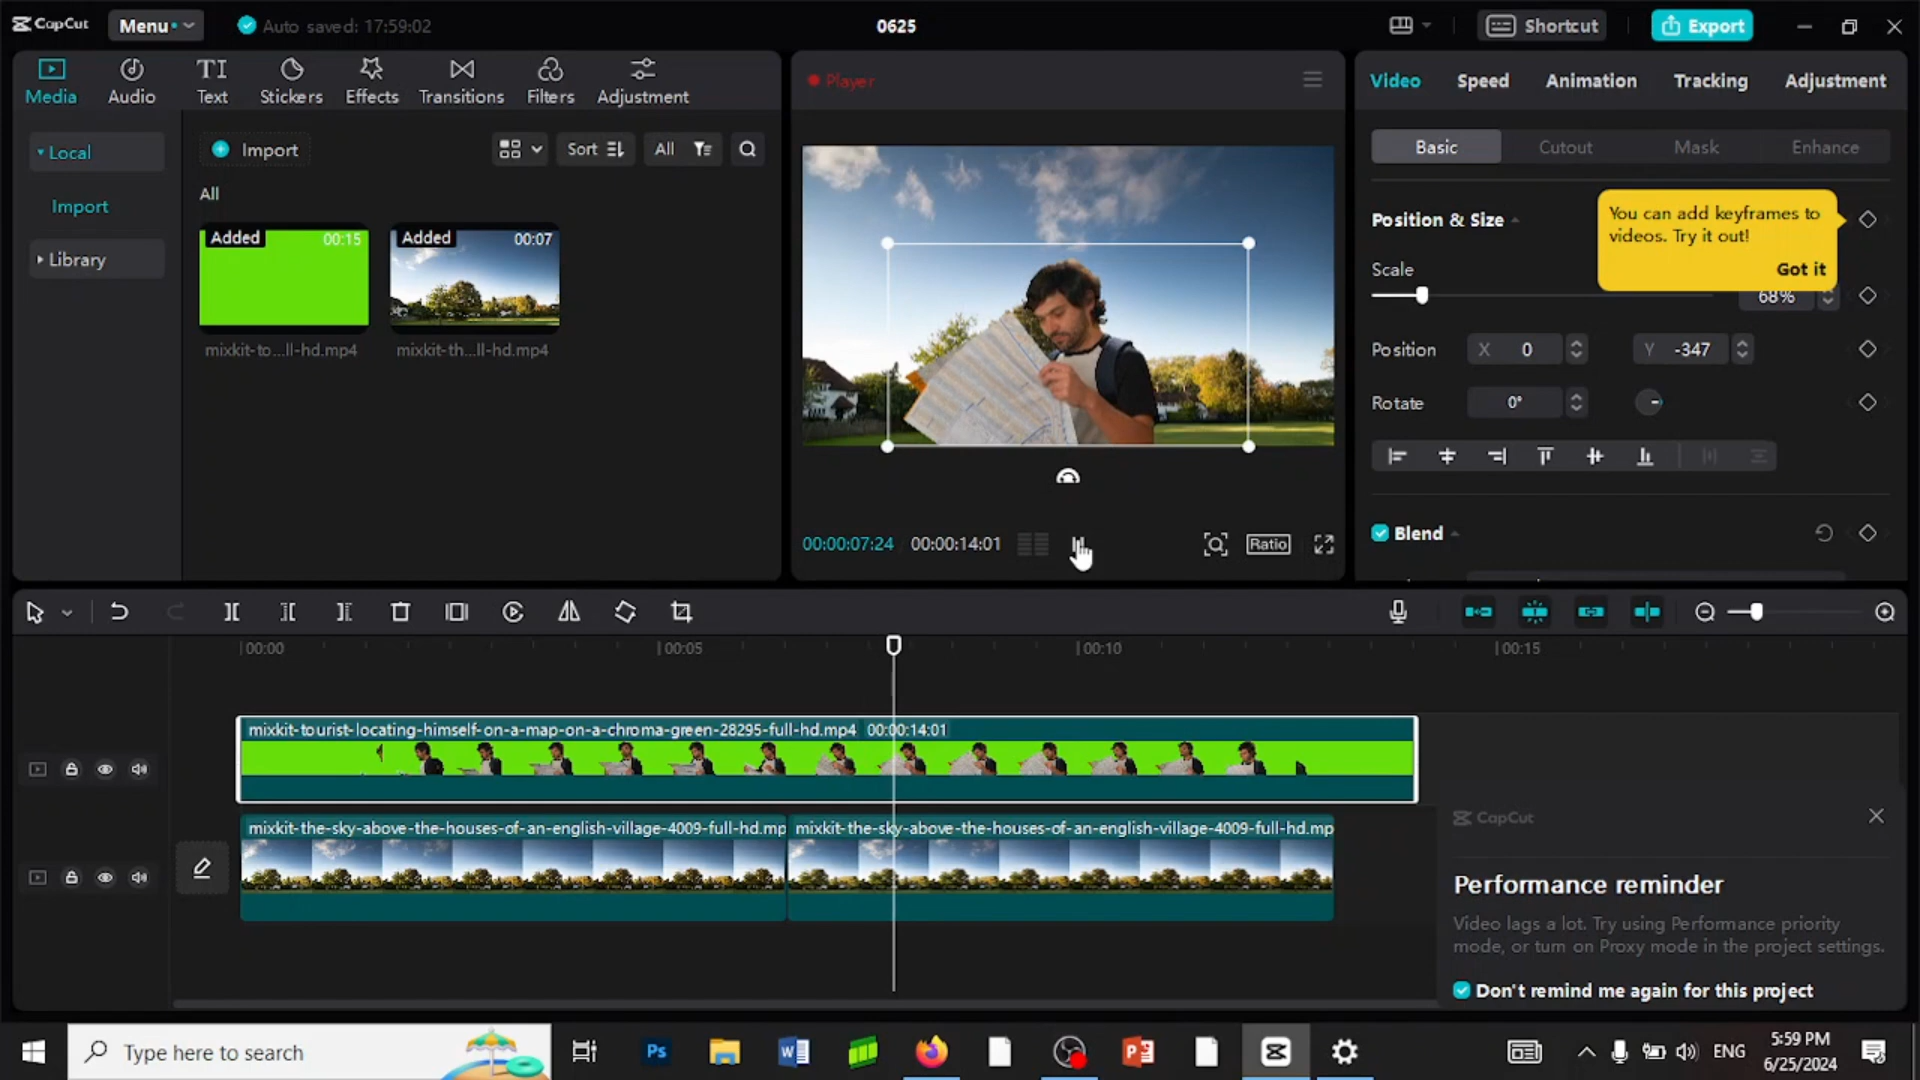 CapCut
Menu
Auto saved: 17:59:02
0625
Shortcut
Export
Media
Audio
Text
Stickers
Effects
Transitions
Filters
Adjustment
Player
Video
Speed
Animation
Tracking
Adjustment
Local
Import
Library
Import
Sort
All
All
Added 00:15
Added 00:07
mixkit-to...ll-hd.mp4
mixkit-th...ll-hd.mp4
Basic
Cutout
Mask
Enhance
Position & Size
You can add keyframes to
videos. Try it out!
Got it
Scale
68%
Position
X 0
Y -347
Rotate
0°
Blend
00:00:07:24
00:00:14:01
Ratio
00:00
00:05
00:10
00:15
mixkit-tourist-locating-himself-on-a-map-on-a-chroma-green-28295-full-hd.mp4 00:00:14:01
mixkit-the-sky-above-the-houses-of-an-english-village-4009-full-hd.mp
mixkit-the-sky-above-the-houses-of-an-english-village-4009-full-hd.mp
CapCut
Performance reminder
Video lags a lot. Try using Performance priority
mode, or turn on Proxy mode in the project settings.
Don't remind me again for this project
Type here to search
Ps
ENG
5:59 PM
6/25/2024